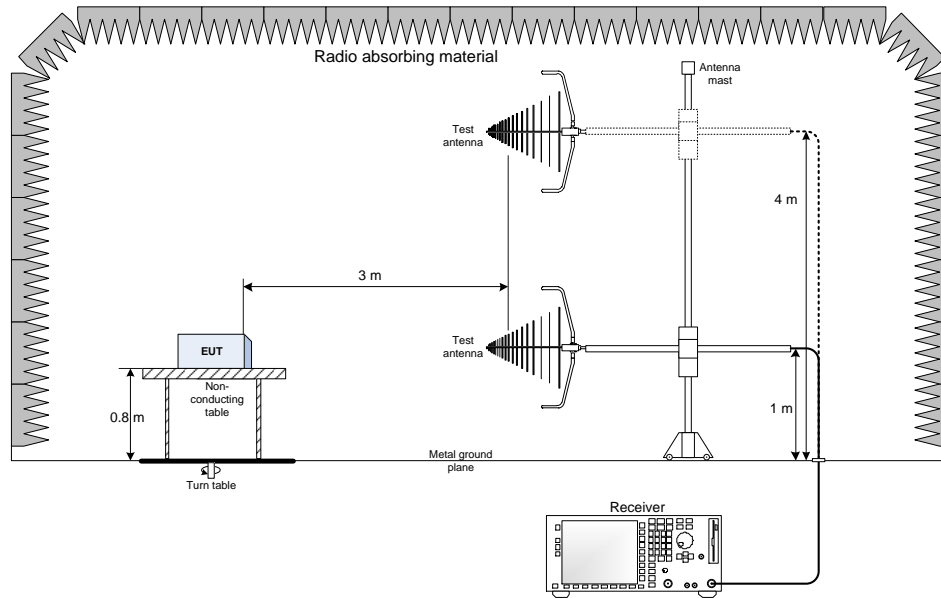 Radio absorbing material
Antenna
mast
Test
antenna
4 m
3 m
Test
antenna
EUT
Non-
conducting
table
0.8 m
1 m
Metal ground
plane
Turn table
Receiver